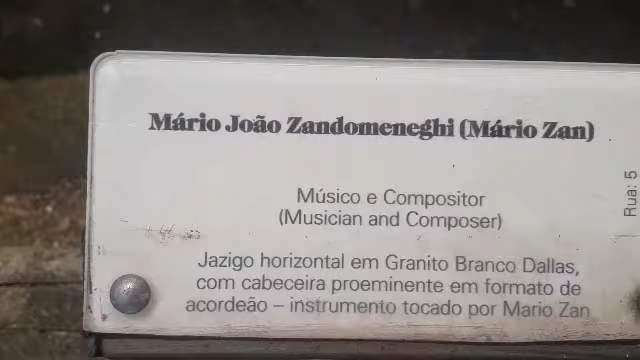 Mário João Zandomeneghi (Mário Zan)
Músico e Compositor
(Musician and Composer)
Jazigo horizontal em Granito Branco Dallas,
com cabeceira proeminente em formato de
acordeão – instrumento tocado por Mario Zan
Rua: 5